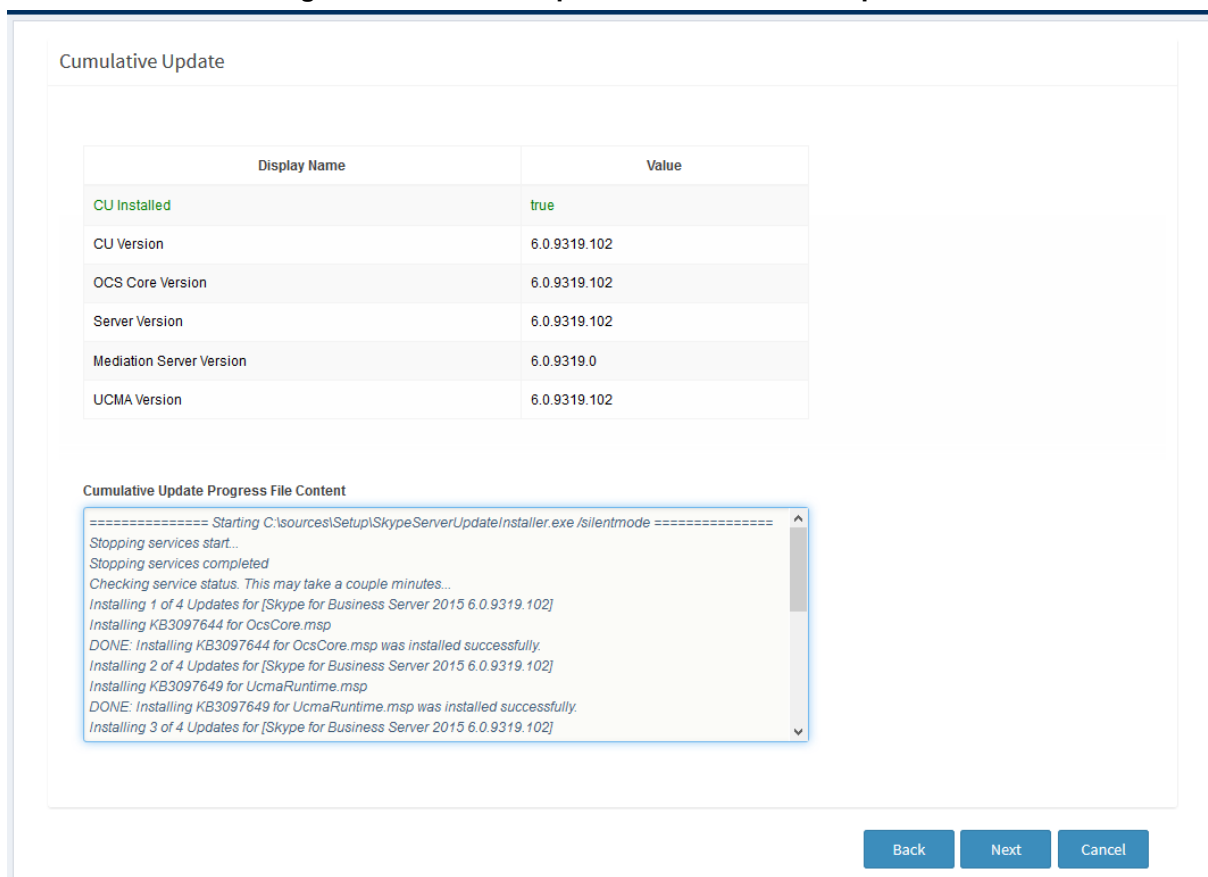 Cumulative Update
Display Name Value
CU Installed true
CU Version 6.0.9319.102
OCS Core Version 6.0.9319.102
Server Version 6.0.9319.102
Mediation Server Version 6.0.9319.0
UCMA Version 6.0.9319.102
Cumulative Update Progress File Content
=============== Starting C:\sources\Setup\SkypeServerUpdateInstaller.exe /silentmode ===============
Stopping services start...
Stopping services completed
Checking service status. This may take a couple minutes...
Installing 1 of 4 Updates for [Skype for Business Server 2015 6.0.9319.102]
Installing KB3097644 for OcsCore.msp
DONE: Installing KB3097644 for OcsCore.msp was installed successfully.
Installing 2 of 4 Updates for [Skype for Business Server 2015 6.0.9319.102]
Installing KB3097649 for UcmaRuntime.msp
DONE: Installing KB3097649 for UcmaRuntime.msp was installed successfully.
Installing 3 of 4 Updates for [Skype for Business Server 2015 6.0.9319.102]
Back Next Cancel